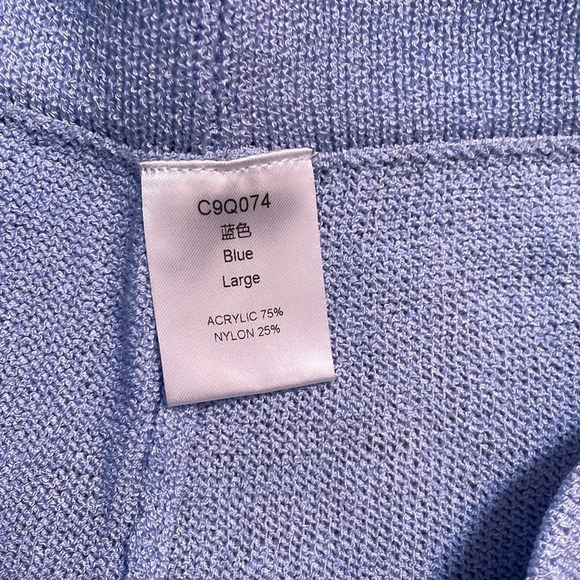 C9Q074
蓝色
Blue
Large
ACRYLIC 75%
NYLON 25%